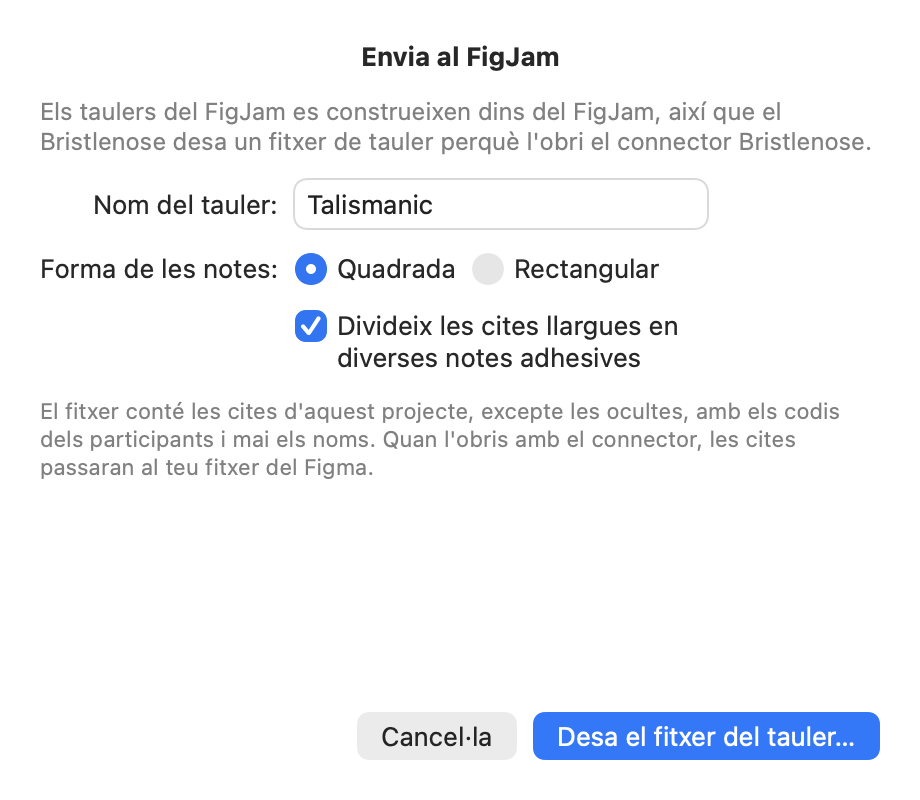 Envia al FigJam
Els taulers del FigJam es construeixen dins del FigJam, així que el
Bristlenose desa un fitxer de tauler perquè l'obri el connector Bristlenose.
Nom del tauler: Talismanic
Forma de les notes: Quadrada Rectangular
Divideix les cites llargues en
diverses notes adhesives
El fitxer conté les cites d'aquest projecte, excepte les ocultes, amb els codis
dels participants i mai els noms. Quan l'obris amb el connector, les cites
passaran al teu fitxer del Figma.
Cancel·la Desa el fitxer del tauler...